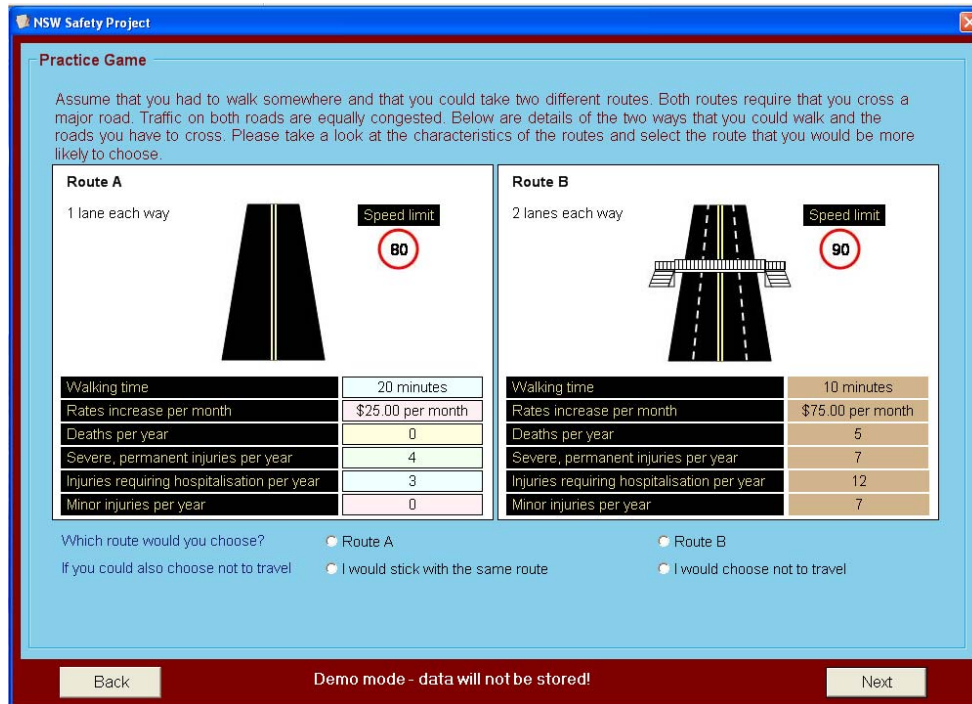 NSW Safety Project
Practice Game
Assume that you had to walk somewhere and that you could take two different routes. Both routes require that you cross a
major road. Traffic on both roads are equally congested. Below are details of the two ways that you could walk and the
roads you have to cross. Please take a look at the characteristics of the routes and select the route that you would be more
likely to choose.
Route A
1 lane each way
Speed limit
80
Walking time 20 minutes
Rates increase per month $25.00 per month
Deaths per year 0
Severe, permanent injuries per year 4
Injuries requiring hospitalisation per year 3
Minor injuries per year 0
Route B
2 lanes each way
Speed limit
90
Walking time 10 minutes
Rates increase per month $75.00 per month
Deaths per year 5
Severe, permanent injuries per year 7
Injuries requiring hospitalisation per year 12
Minor injuries per year 7
Which route would you choose? Route A Route B
If you could also choose not to travel I would stick with the same route I would choose not to travel
Back Demo mode - data will not be stored! Next